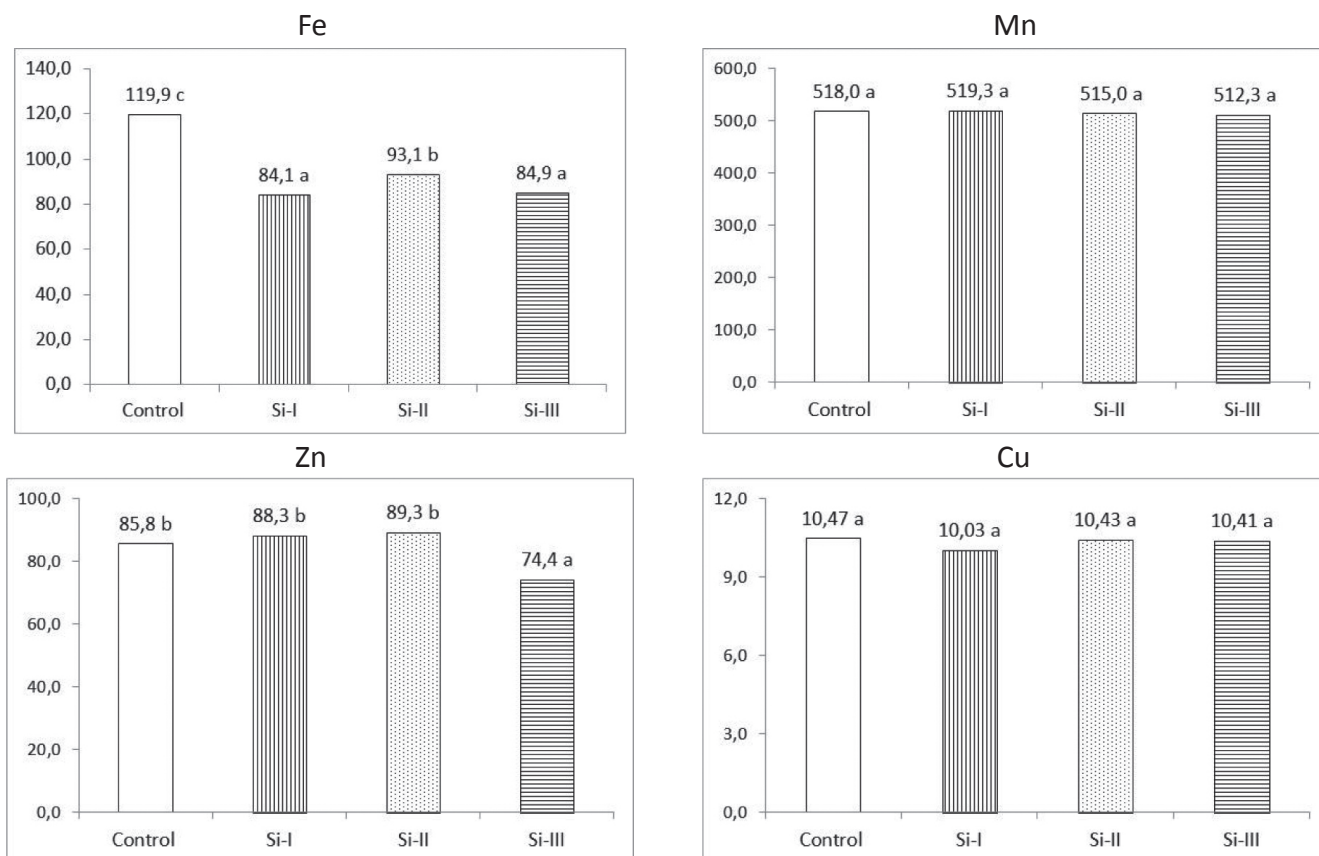 Fe
140,0
120,0
100,0
80,0
60,0
40,0
20,0
0,0
119,9 c
84,1 a
93,1 b
84,9 a
Control Si-I Si-II Si-III
Mn
600,0
500,0
400,0
300,0
200,0
100,0
0,0
518,0 a
519,3 a
515,0 a
512,3 a
Control Si-I Si-II Si-III
Zn
100,0
80,0
60,0
40,0
20,0
0,0
85,8 b
88,3 b
89,3 b
74,4 a
Control Si-I Si-II Si-III
Cu
12,0
9,0
6,0
3,0
0,0
10,47 a
10,03 a
10,43 a
10,41 a
Control Si-I Si-II Si-III